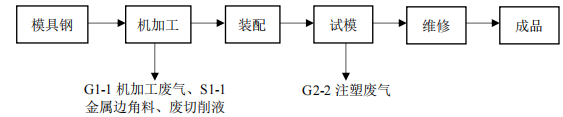 模具钢
机加工
装配
试模
维修
成品
G1-1 机加工废气、S1-1
金属边角料、废切削液
G2-2 注塑废气